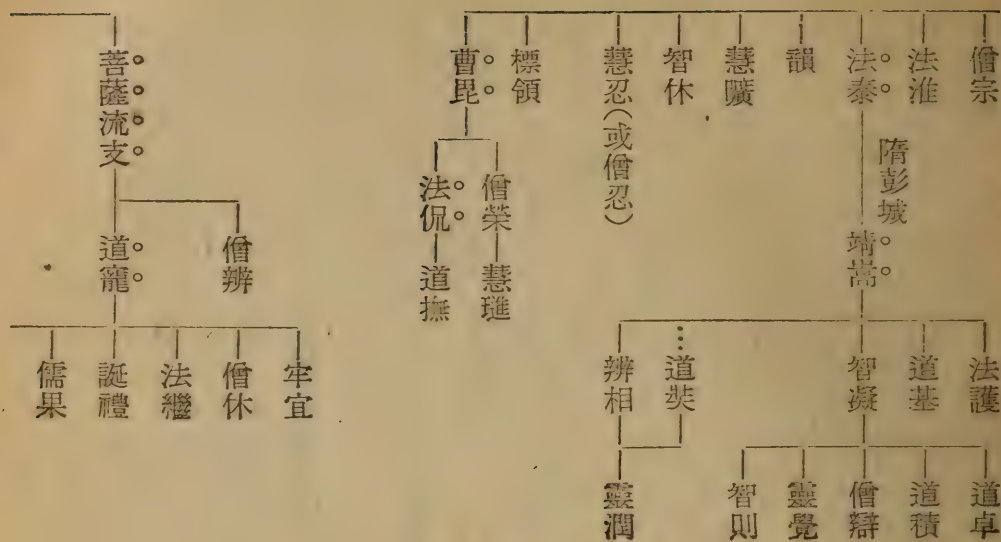 僧宗
法淮
法泰
隋彭城
靖嵩
法護
道基
智凝
道卓
道積
僧辯
靈覺
智則
道奘
辨相
靈潤
韻
慧曠
智休
慧忍(或僧忍)
標領
曹毘
僧榮
慧璡
法侃
道撫
菩薩流支
僧辨
道寵
牢宜
僧休
法繼
誕禮
儒果